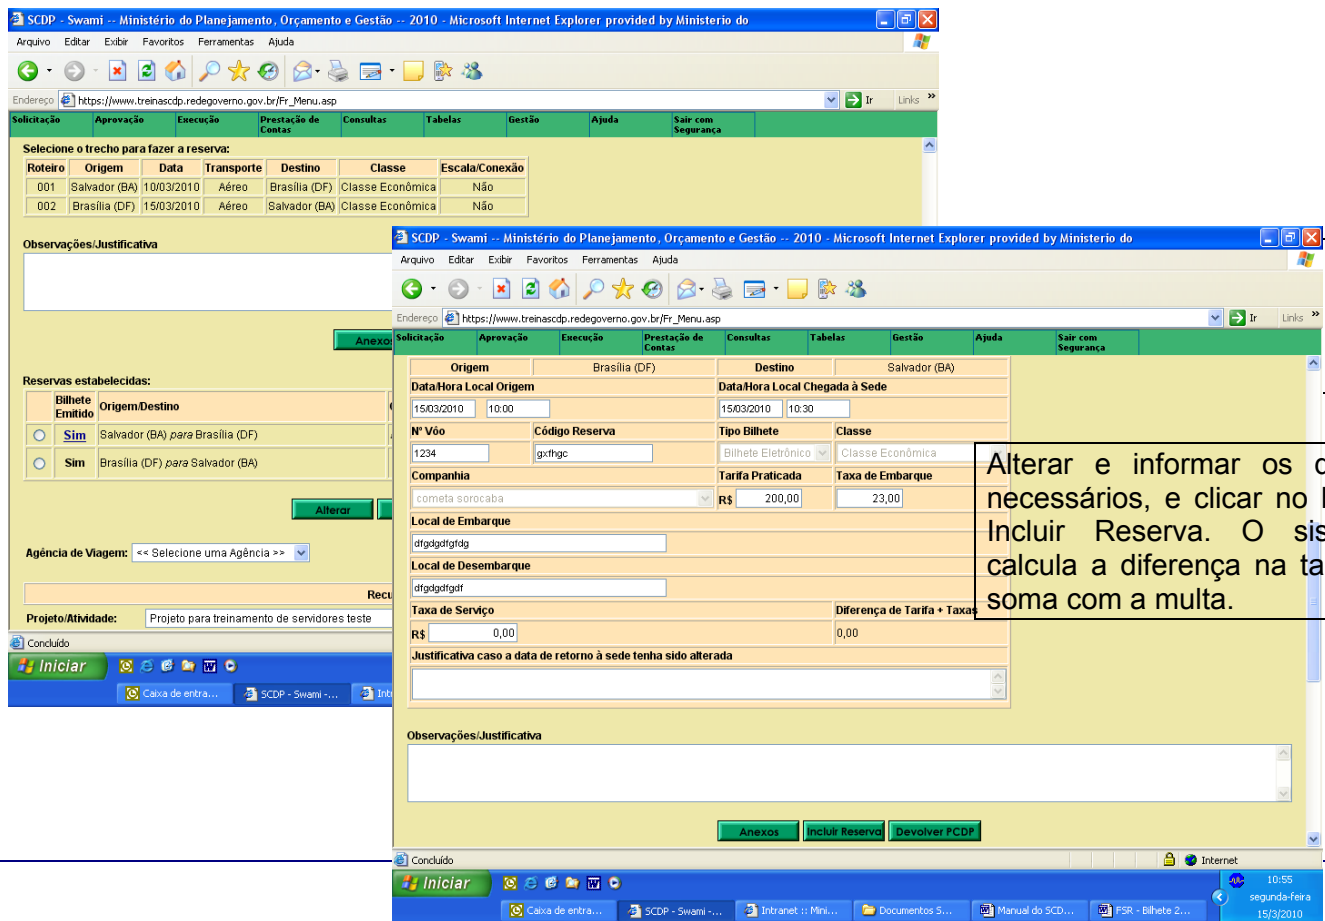 SCDP - Swami -- Ministério do Planejamento, Orçamento e Gestão -- 2010 - Microsoft Internet Explorer provided by Ministerio do
Arquivo Editar Exibir Favoritos Ferramentas Ajuda
Endereço https://www.treinascdp.redegoverno.gov.br/Fr_Menu.asp Ir Links »
Solicitação Aprovação Execução Prestação de Contas Consultas Tabelas Gestão Ajuda Sair com Segurança
Selecione o trecho para fazer a reserva:
Roteiro Origem Data Transporte Destino Classe Escala/Conexão
001 Salvador (BA) 10/03/2010 Aéreo Brasília (DF) Classe Econômica Não
002 Brasília (DF) 15/03/2010 Aéreo Salvador (BA) Classe Econômica Não
Observações/Justificativa
Anexos
Reservas estabelecidas:
Bilhete Emitido Origem/Destino
Sim Salvador (BA) para Brasília (DF)
Sim Brasília (DF) para Salvador (BA)
Alterar
Agência de Viagem: << Selecione uma Agência >>
Projeto/Atividade: Projeto para treinamento de servidores teste
Concluído
Iniciar
Caixa de entra... SCDP - Swami -...
SCDP - Swami -- Ministério do Planejamento, Orçamento e Gestão -- 2010 - Microsoft Internet Explorer provided by Ministerio do
Arquivo Editar Exibir Favoritos Ferramentas Ajuda
Endereço https://www.treinascdp.redegoverno.gov.br/Fr_Menu.asp Ir Links »
Solicitação Aprovação Execução Prestação de Contas Consultas Tabelas Gestão Ajuda Sair com Segurança
Origem Brasília (DF) Destino Salvador (BA)
Data/Hora Local Origem Data/Hora Local Chegada à Sede
15/03/2010 10:00 15/03/2010 10:30
Nº Vôo Código Reserva Tipo Bilhete Classe
1234 gxfhgc Bilhete Eletrônico Classe Econômica
Companhia Tarifa Praticada Taxa de Embarque
cometa sorocaba R$ 200,00 23,00
Local de Embarque
dfgdgdfgfdg
Local de Desembarque
dfgdgdfgdf
Taxa de Serviço Diferença de Tarifa + Taxas
R$ 0,00 0,00
Justificativa caso a data de retorno à sede tenha sido alterada
Observações/Justificativa
Anexos Incluir Reserva Devolver PCDP
Concluído Internet
Iniciar
Caixa de entra... SCDP - Swami -... Intranet :: Mini... Documentos S... Manual do SCD... FSR - Bilhete 2...
10:55
segunda-feira
15/3/2010
Alterar e informar os
necessários, e clicar no
Incluir Reserva. O
calcula a diferença na
soma com a multa.